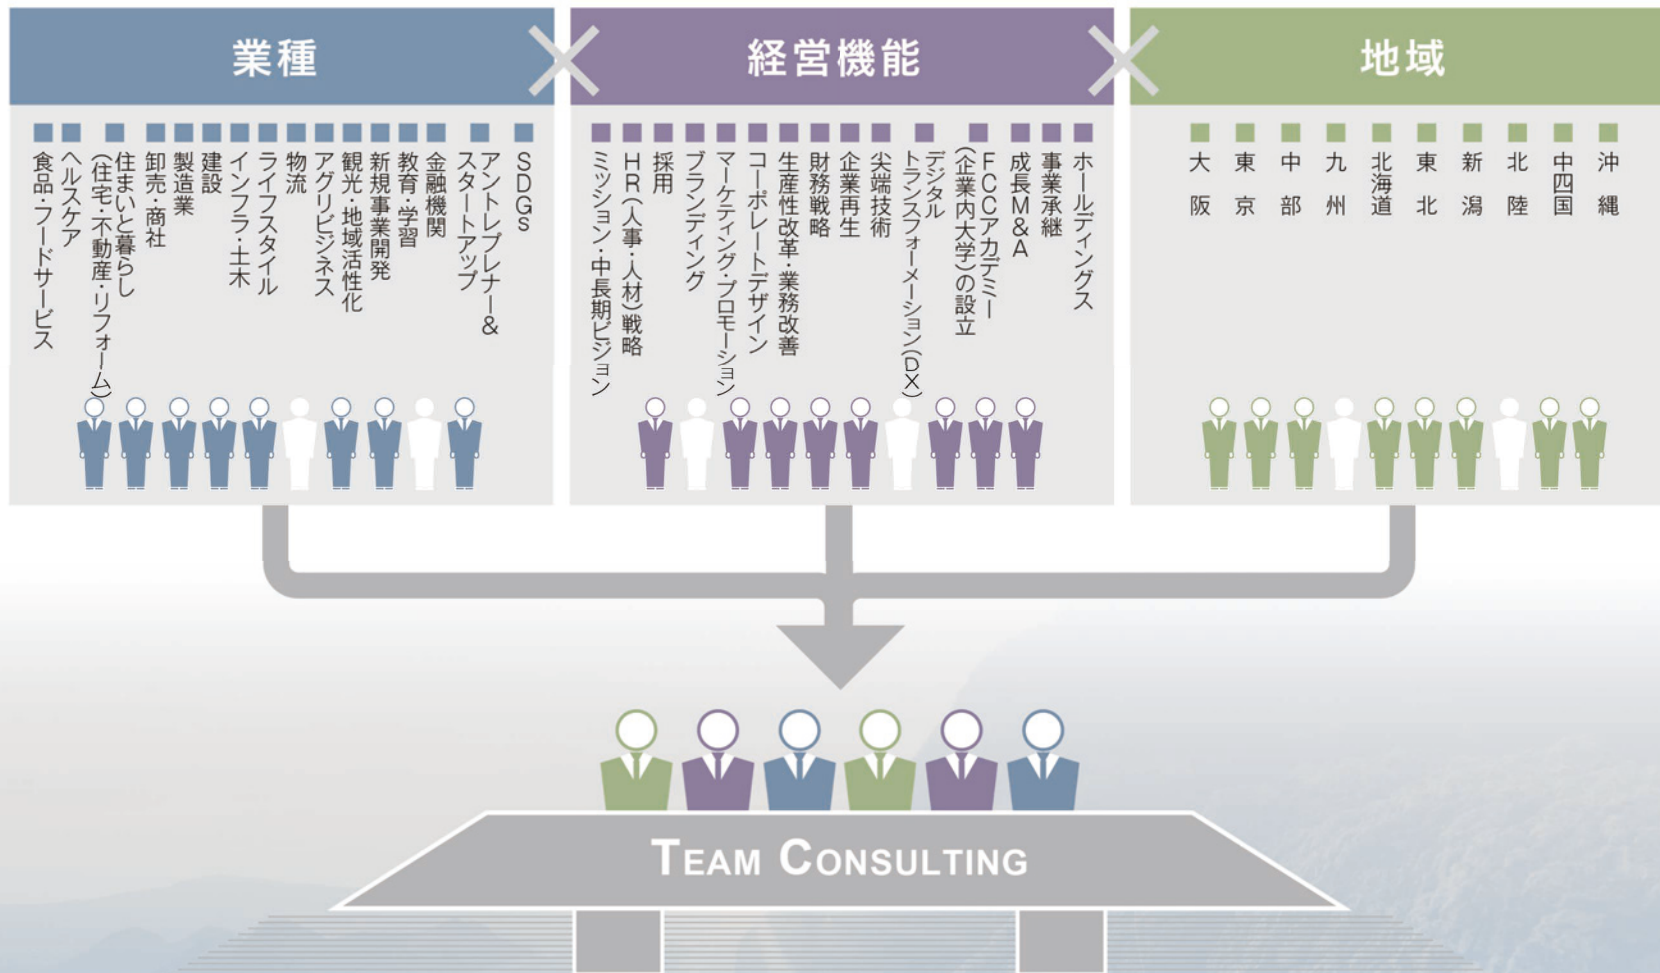 業種
食品・フードサービス
ヘルスケア
住まいと暮らし
(住宅・不動産・リフォーム)
卸売・商社
製造業
建設
インフラ・土木
ライフスタイル
物流
アグリビジネス
観光・地域活性化
新規事業開発
教育・学習
金融機関
アントレプレナー&
スタートアップ
SDGs
経営機能
ミッション・中長期ビジョン
HR(人事・人材)戦略
採用
ブランディング
マーケティング・プロモーション
コーポレートデザイン
生産性改革・業務改善
財務戦略
企業再生
尖端技術
デジタル
トランスフォーメーション(DX)
FCCアカデミー
(企業内大学)の設立
成長M&A
事業承継
ホールディングス
地域
大阪
東京
中部
九州
北海道
東北
新潟
北陸
中四国
沖縄
TEAM CONSULTING